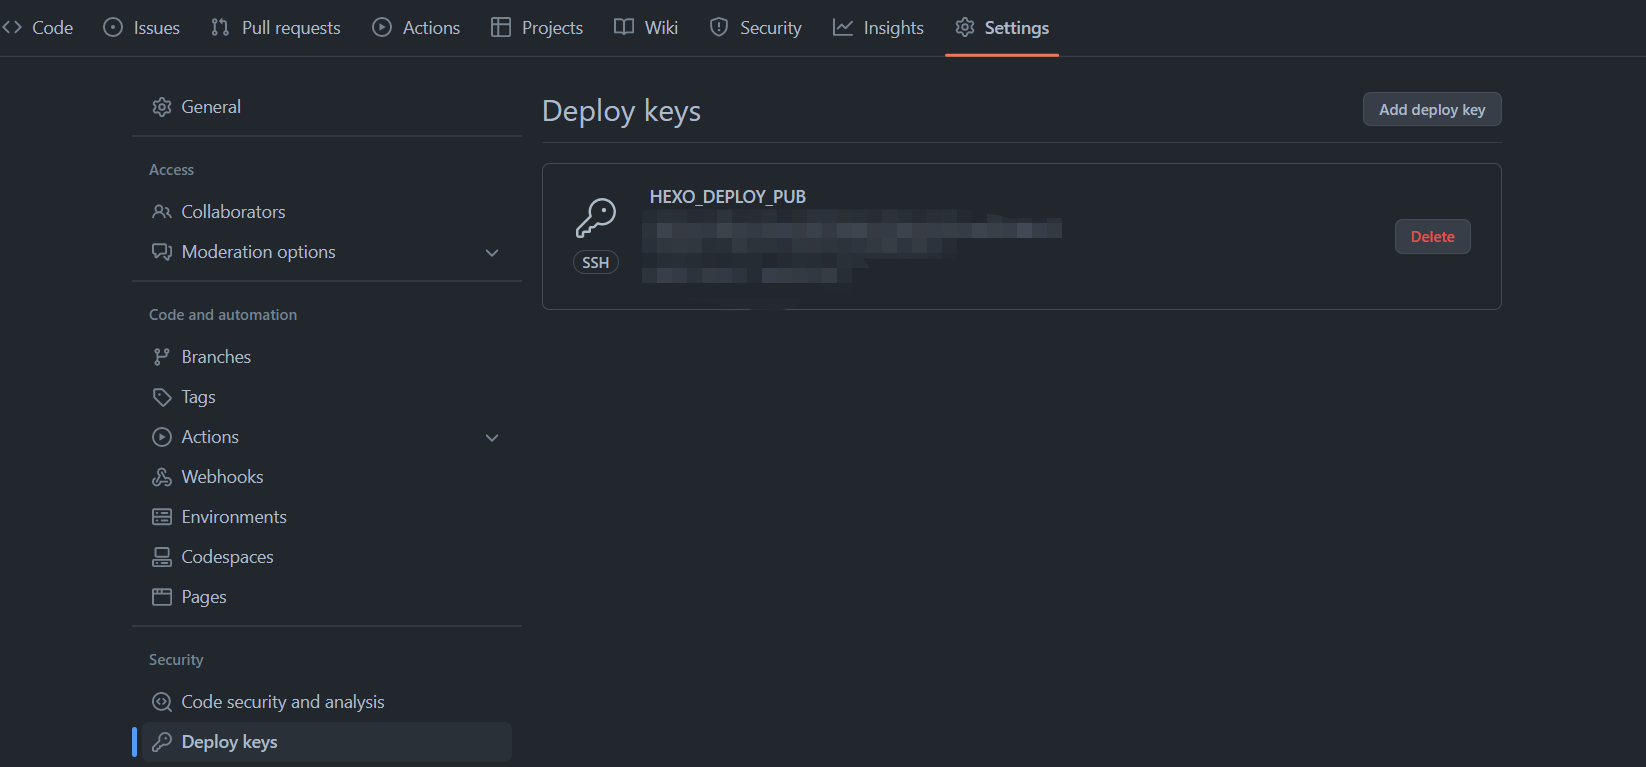 Code Issues Pull requests Actions Projects Wiki Security Insights Settings
General
Access
Collaborators
Moderation options
Code and automation
Branches
Tags
Actions
Webhooks
Environments
Codespaces
Pages
Security
Code security and analysis
Deploy keys
Deploy keys
Add deploy key
HEXO_DEPLOY_PUB
SSH
Delete